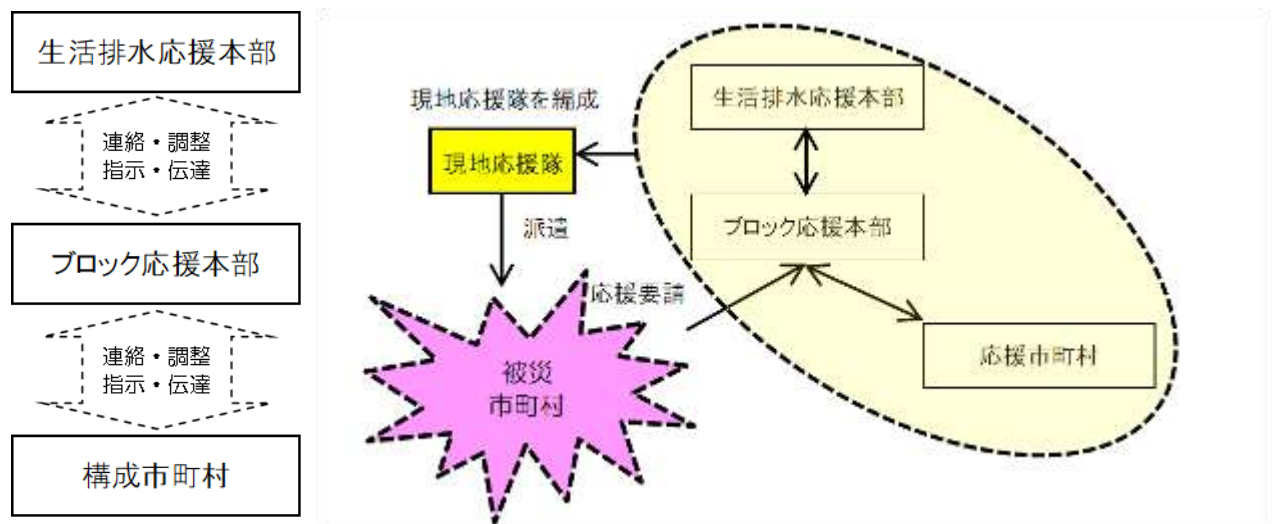 生活排水応援本部
連絡・調整
指示・伝達
ブロック応援本部
連絡・調整
指示・伝達
構成市町村
現地応援隊を編成
現地応援隊
派遣
被災
市町村
応援要請
生活排水応援本部
ブロック応援本部
応援市町村